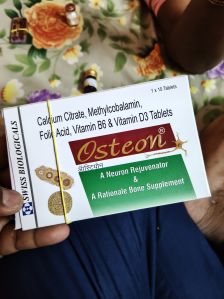 1 x 10 Tablets
Calcium Citrate, Methylcobalamin,
Folic Acid, Vitamin B6 & Vitamin D3 Tablets
Osteon
A Neuron Rejuvenator
&
A Rationale Bone Supplement
SWISS BIOLOGICALS